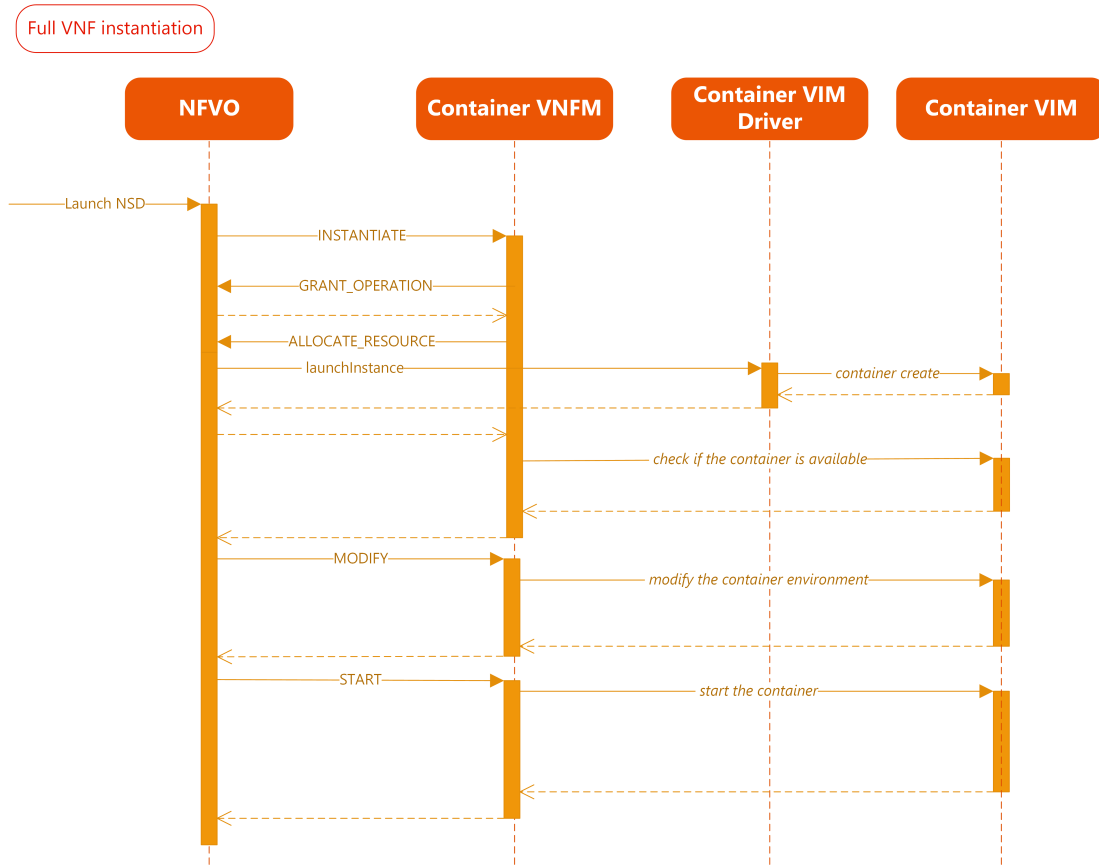 Full VNF instantiation
NFVO
Container VNFM
Container VIM
Driver
Container VIM
Launch NSD
INSTANTIATE
GRANT_OPERATION
ALLOCATE_RESOURCE
launchInstance
container create
check if the container is available
MODIFY
modify the container environment
START
start the container